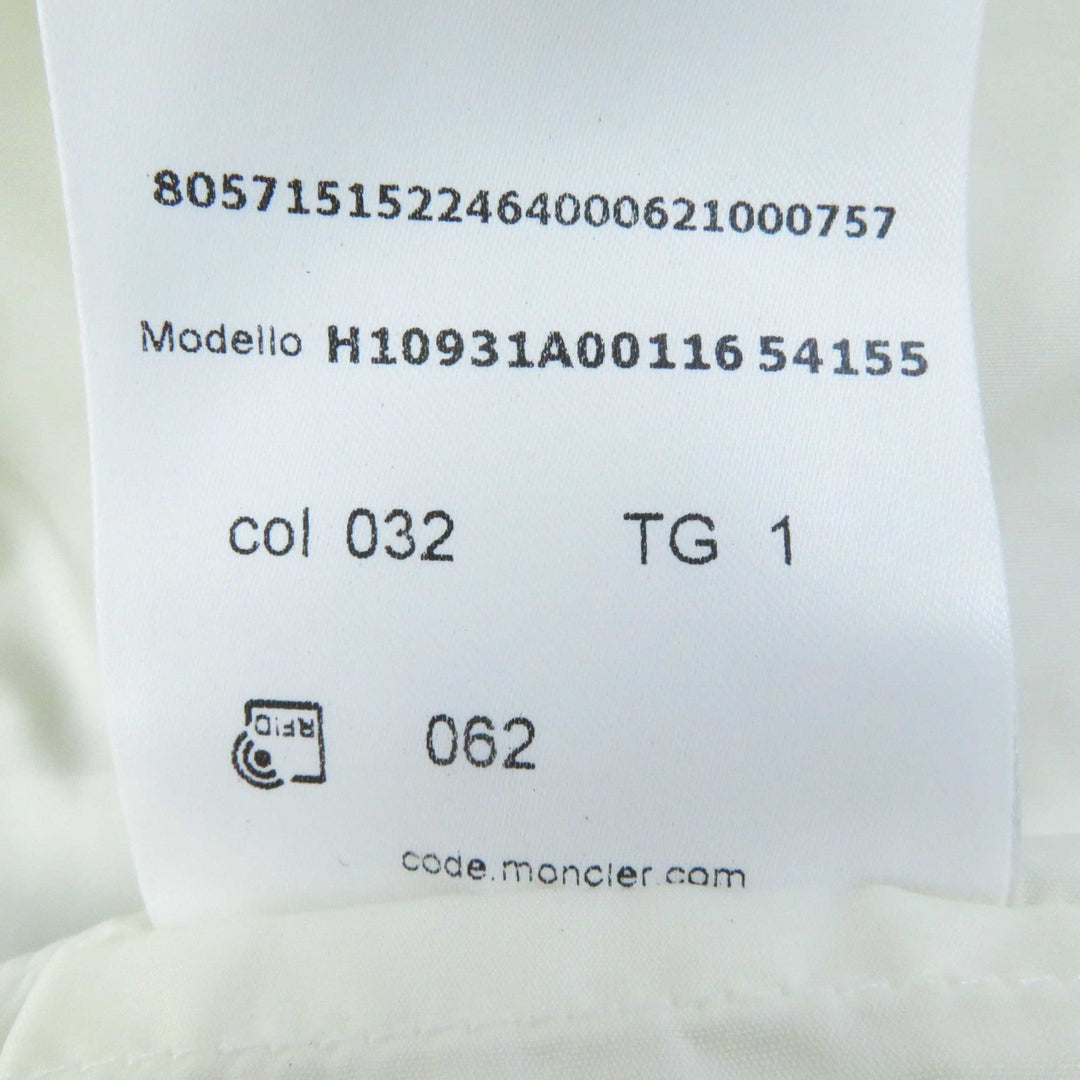 8057151522464000621000757
Modello H10931A00116 54155
col 032 TG 1
RFID 062
code.moncler.com